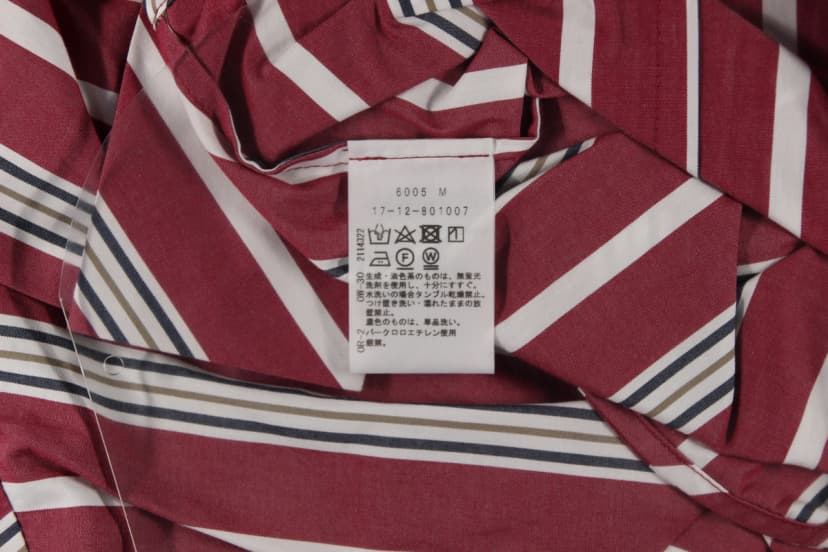 6005 M
17-12-801007
F W
生成・淡色系のものは、無蛍光
洗剤を使用し、十分にすすぐ。
水洗いの場合タンブル乾燥禁止。
つけ置き洗い・濡れたままの放
置禁止。
濃色のものは、単品洗い。
パークロロエチレン使用
厳禁。
OR-2 OR-30 2114322